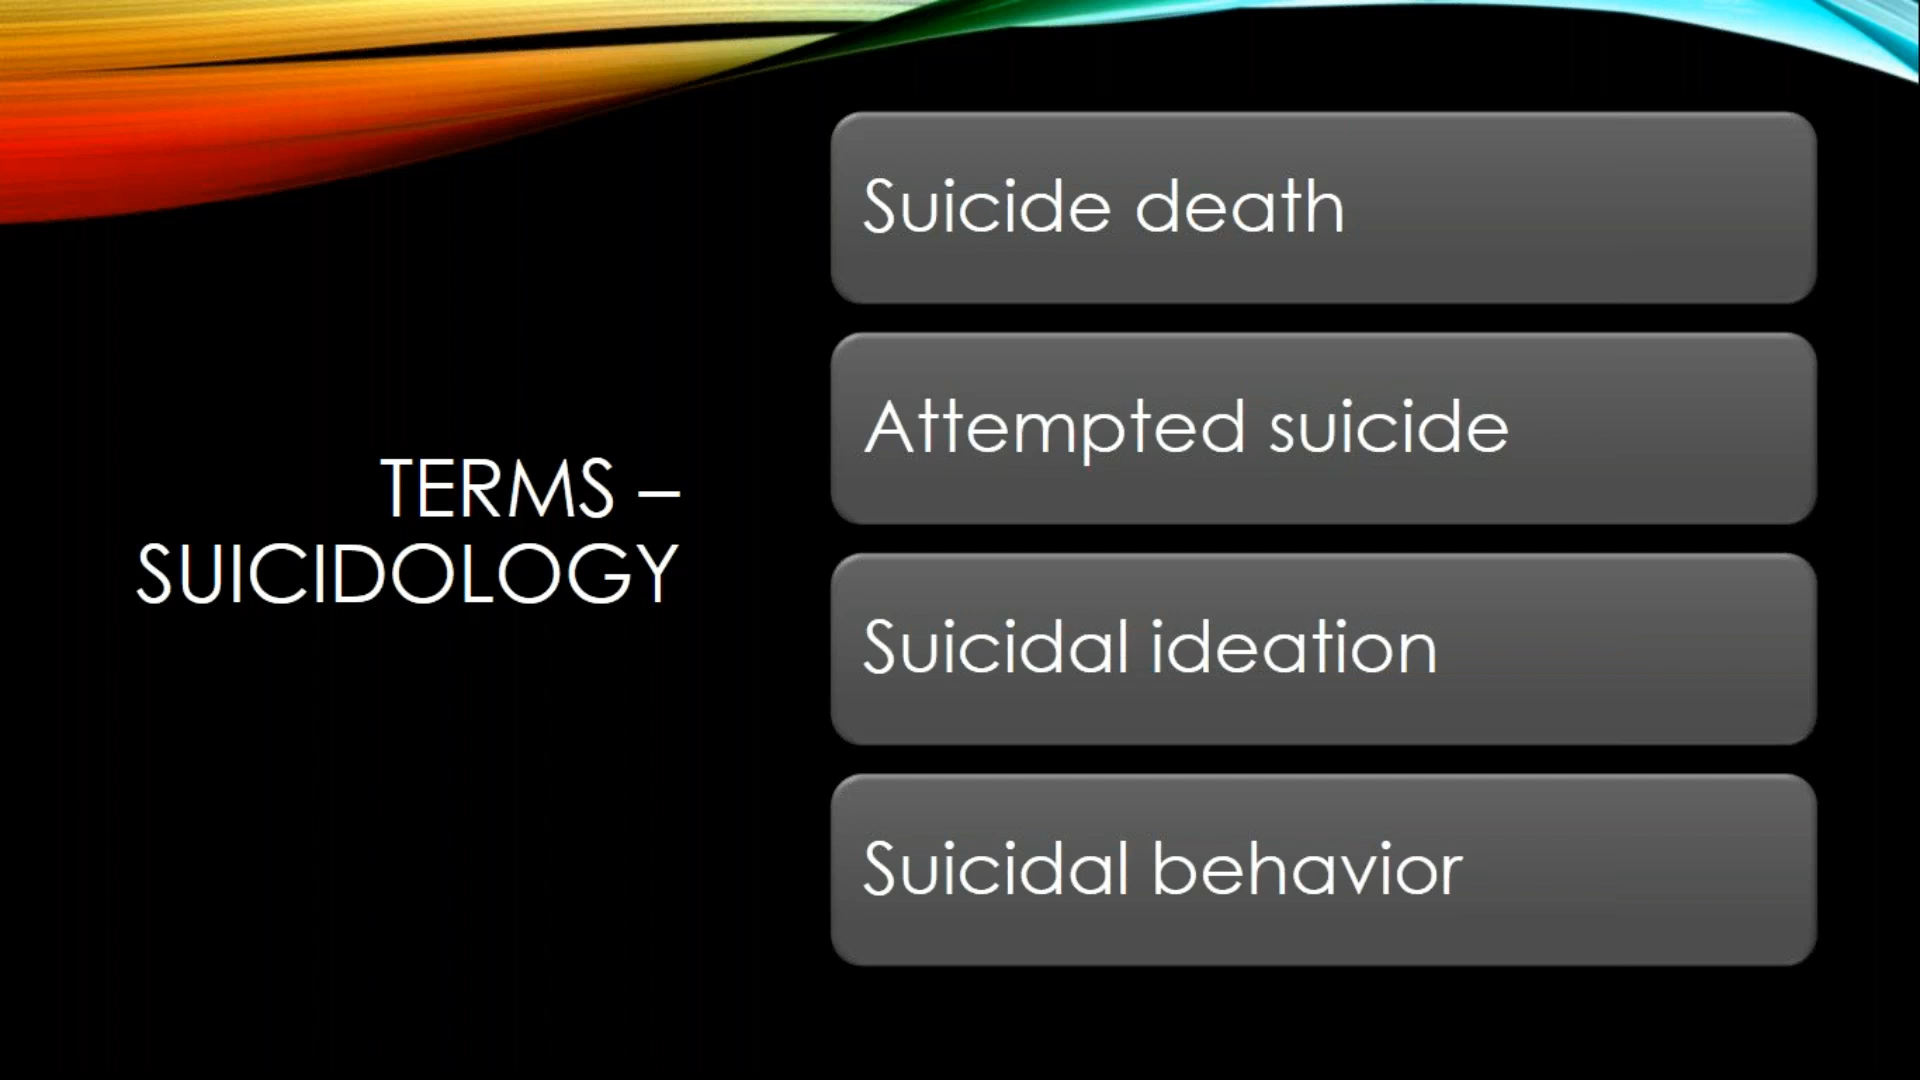 TERMS –
SUICIDOLOGY
Suicide death
Attempted suicide
Suicidal ideation
Suicidal behavior